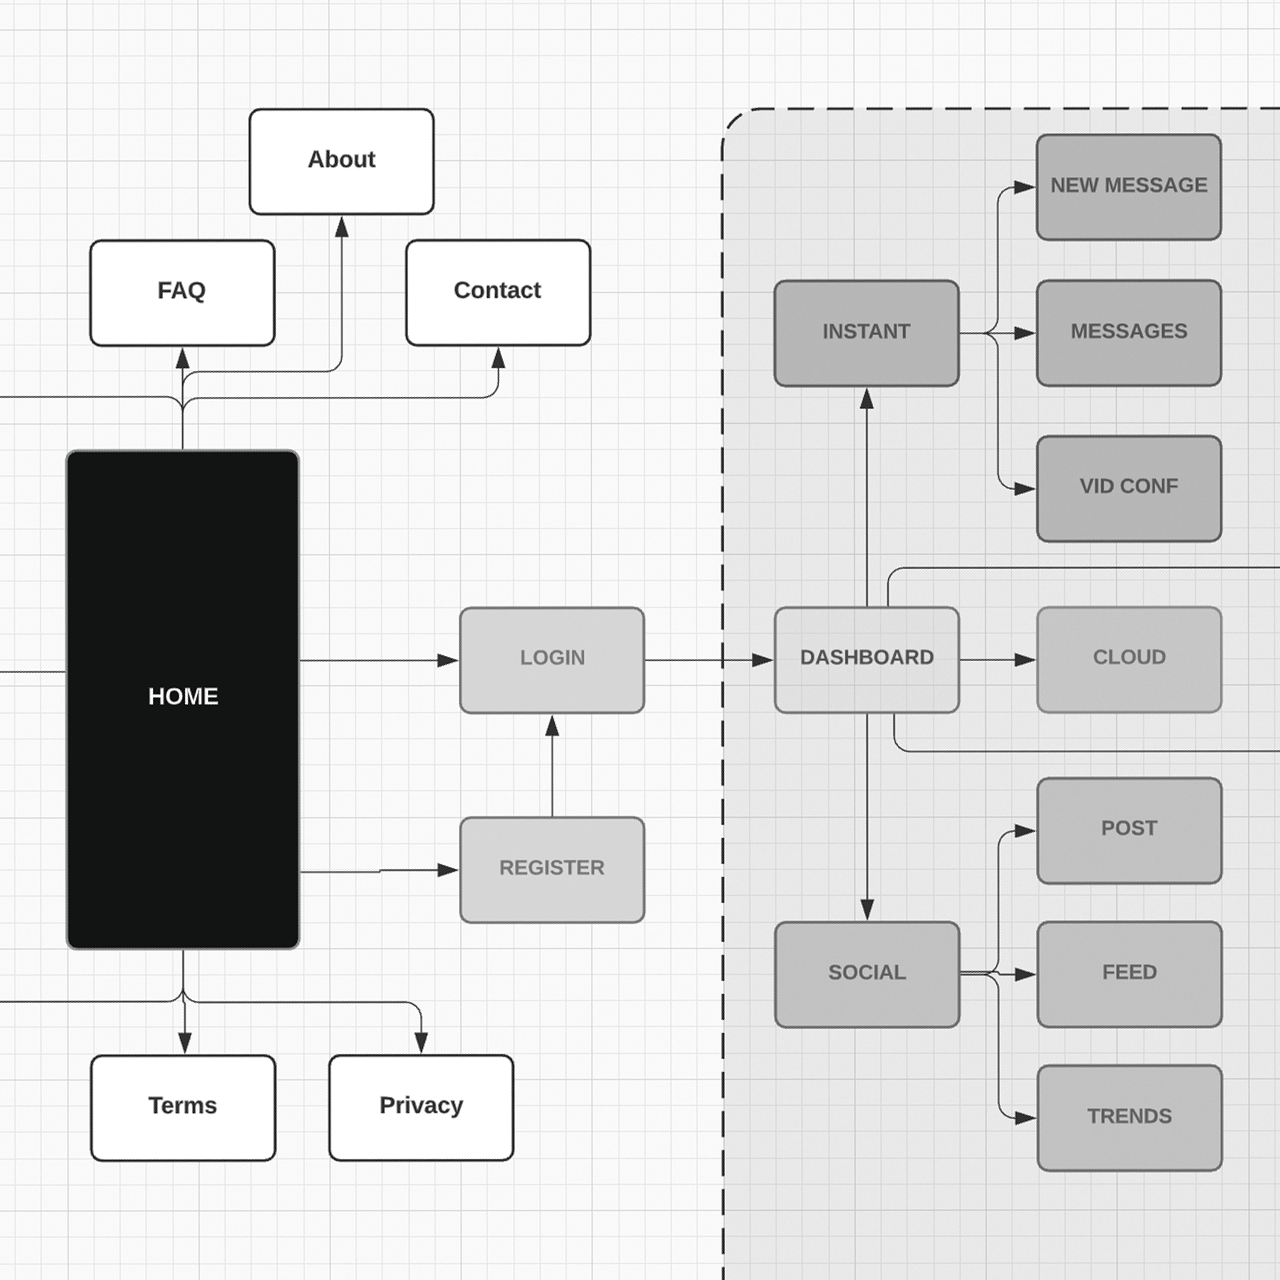 About
FAQ
Contact
HOME
LOGIN
REGISTER
Terms
Privacy
NEW MESSAGE
INSTANT
MESSAGES
VID CONF
DASHBOARD
CLOUD
POST
SOCIAL
FEED
TRENDS